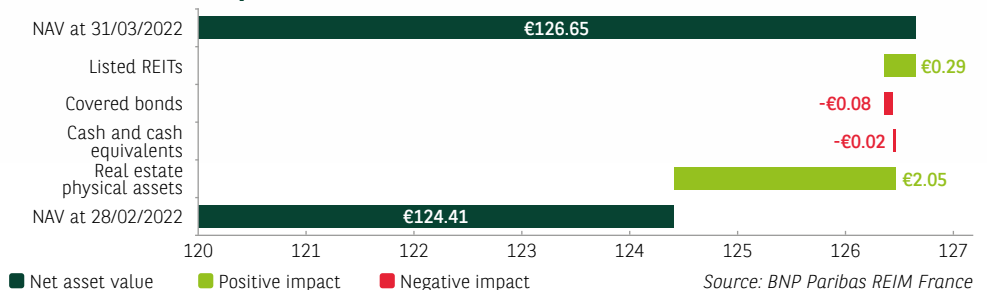 NAV at 31/03/2022
€126.65
Listed REITs
€0.29
Covered bonds
-€0.08
Cash and cash
equivalents
-€0.02
Real estate
physical assets
€2.05
NAV at 28/02/2022
€124.41
120 121 122 123 124 125 126 127
Net asset value Positive impact Negative impact Source: BNP Paribas REIM France